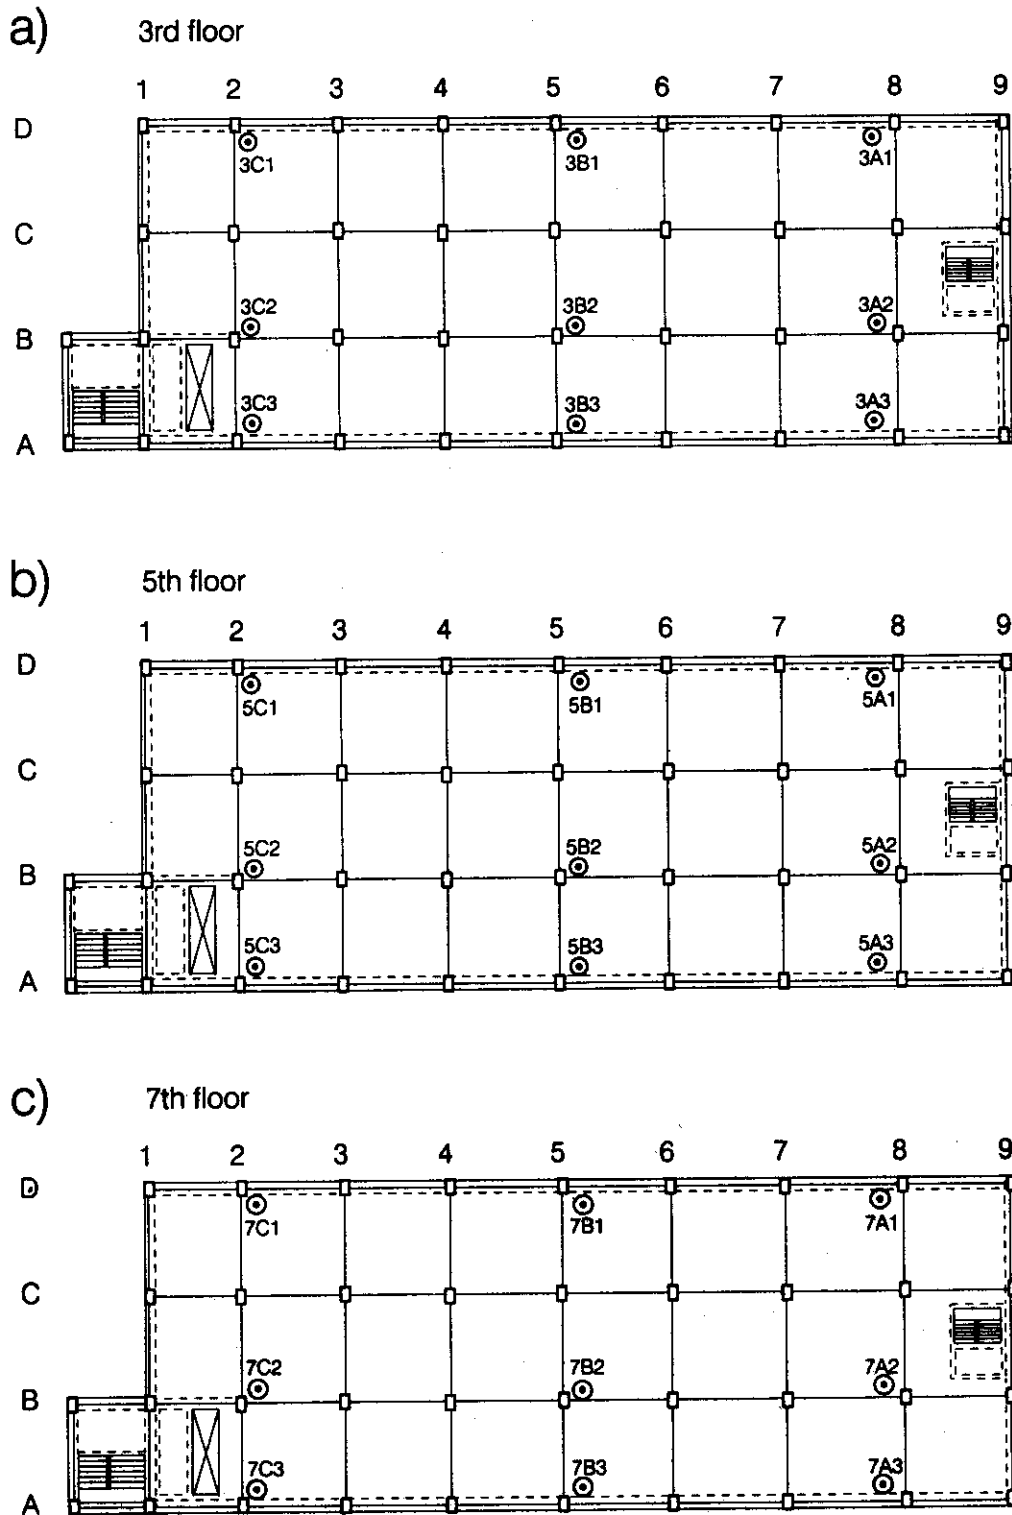 a) 3rd floor
1 2 3 4 5 6 7 8 9
D
3C1 3B1 3A1
C
3C2 3B2 3A2
B
3C3 3B3 3A3
A
b) 5th floor
1 2 3 4 5 6 7 8 9
D
5C1 5B1 5A1
C
5C2 5B2 5A2
B
5C3 5B3 5A3
A
c) 7th floor
1 2 3 4 5 6 7 8 9
D
7C1 7B1 7A1
C
7C2 7B2 7A2
B
7C3 7B3 7A3
A